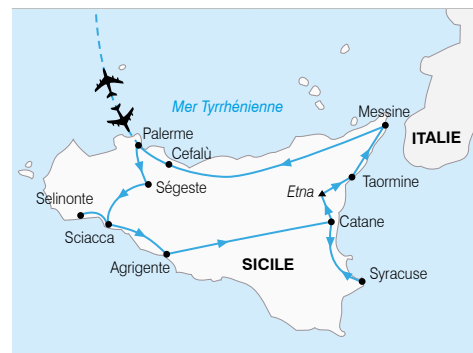 Mer Tyrrhénienne
Messine
Palerme
ITALIE
Cefalù
Taormine
Ségeste
Etna
Selinonte
Catane
Sciacca
Agrigente
SICILE
Syracuse